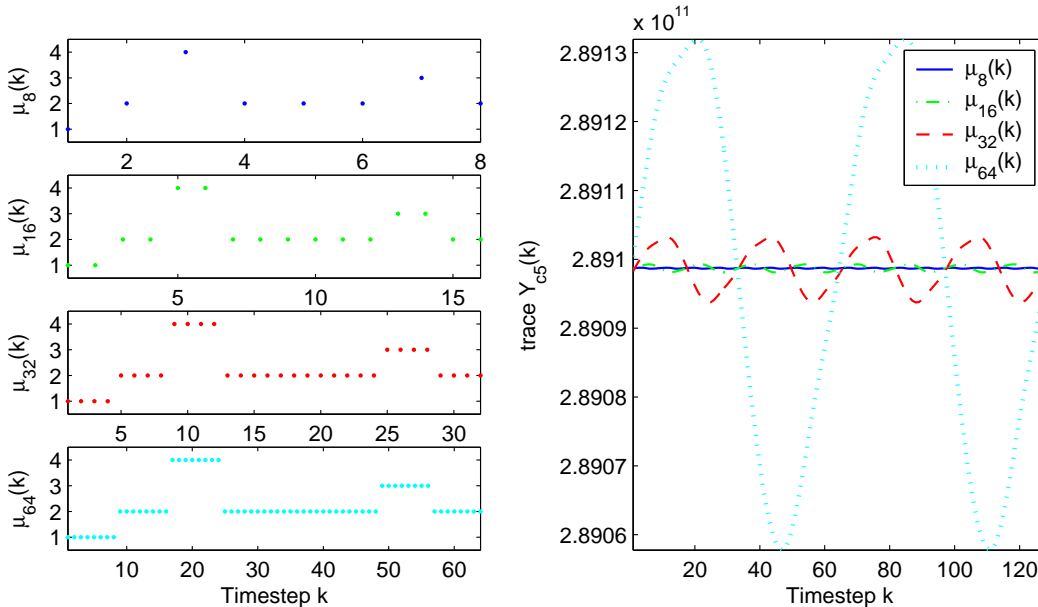 μ8(k)
4
3
2
1
2 4 6 8
μ16(k)
4
3
2
1
5 10 15
μ32(k)
4
3
2
1
5 10 15 20 25 30
μ64(k)
4
3
2
1
10 20 30 40 50 60
Timestep k
x 10^11
trace Yc5(k)
2.8913
2.8912
2.8911
2.891
2.8909
2.8908
2.8907
2.8906
20 40 60 80 100 120
Timestep k
μ8(k)
μ16(k)
μ32(k)
μ64(k)